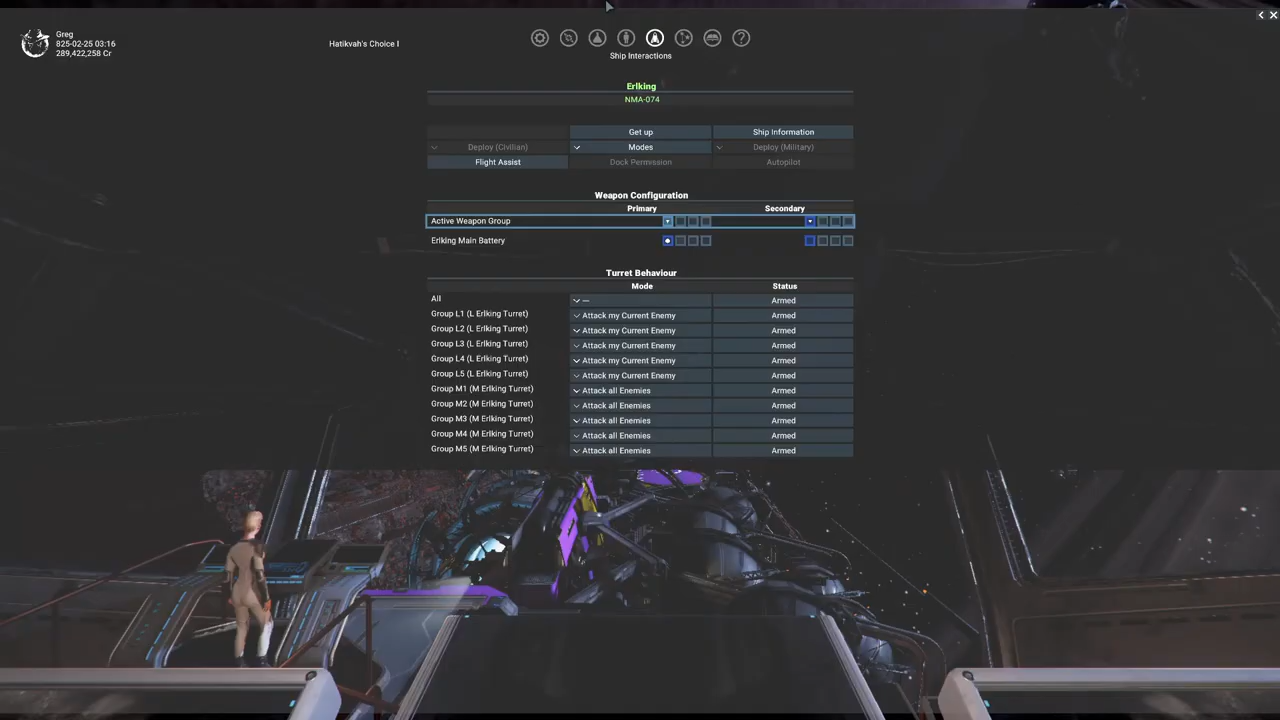 Greg
825-02-25 03:16
289,422,258 Cr
Hatikvah's Choice I
Ship Interactions
Erlking
NMA-074
Get up
Ship Information
Deploy (Civilian)
Modes
Deploy (Military)
Flight Assist
Dock Permission
Autopilot
Weapon Configuration
Primary
Secondary
Active Weapon Group
Erlking Main Battery
Turret Behaviour
Mode
Status
All
—
Armed
Group L1 (L Erlking Turret)
Attack my Current Enemy
Armed
Group L2 (L Erlking Turret)
Attack my Current Enemy
Armed
Group L3 (L Erlking Turret)
Attack my Current Enemy
Armed
Group L4 (L Erlking Turret)
Attack my Current Enemy
Armed
Group L5 (L Erlking Turret)
Attack my Current Enemy
Armed
Group M1 (M Erlking Turret)
Attack all Enemies
Armed
Group M2 (M Erlking Turret)
Attack all Enemies
Armed
Group M3 (M Erlking Turret)
Attack all Enemies
Armed
Group M4 (M Erlking Turret)
Attack all Enemies
Armed
Group M5 (M Erlking Turret)
Attack all Enemies
Armed